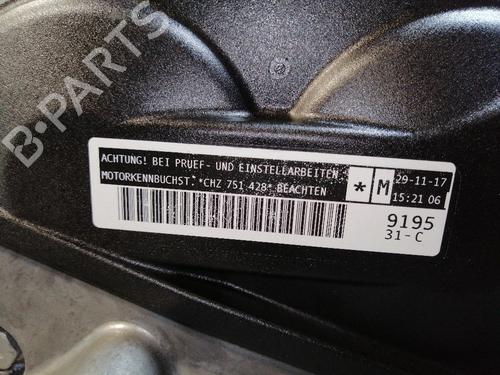 B-PARTS
ACHTUNG! BEI PRUEF- UND EINSTELLARBEITEN
MOTORKENNBUCHST. *CHZ 751 428* BEACHTEN
* M
29-11-17
15:21 06
9195
31-C